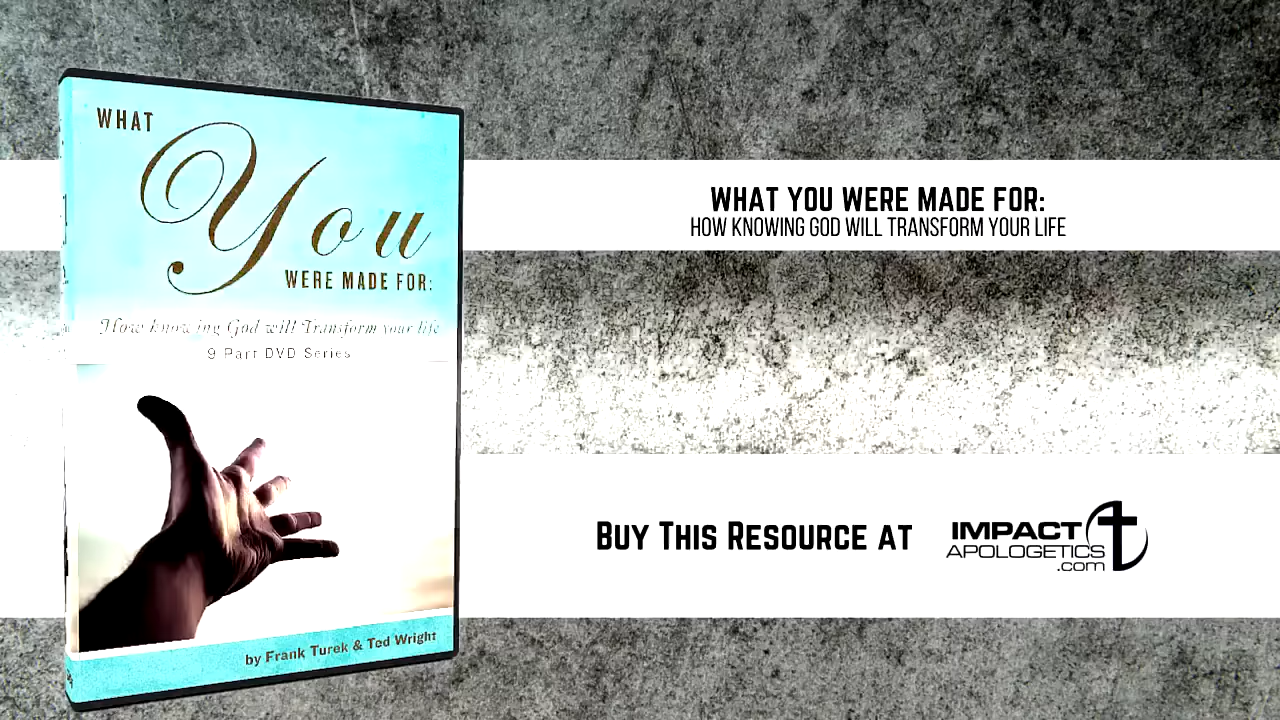 WHAT
You
WERE MADE FOR:
How knowing God will Transform your life
9 Part DVD Series
by Frank Turek & Ted Wright
WHAT YOU WERE MADE FOR:
HOW KNOWING GOD WILL TRANSFORM YOUR LIFE
BUY THIS RESOURCE AT
IMPACT
APOLOGETICS
.com